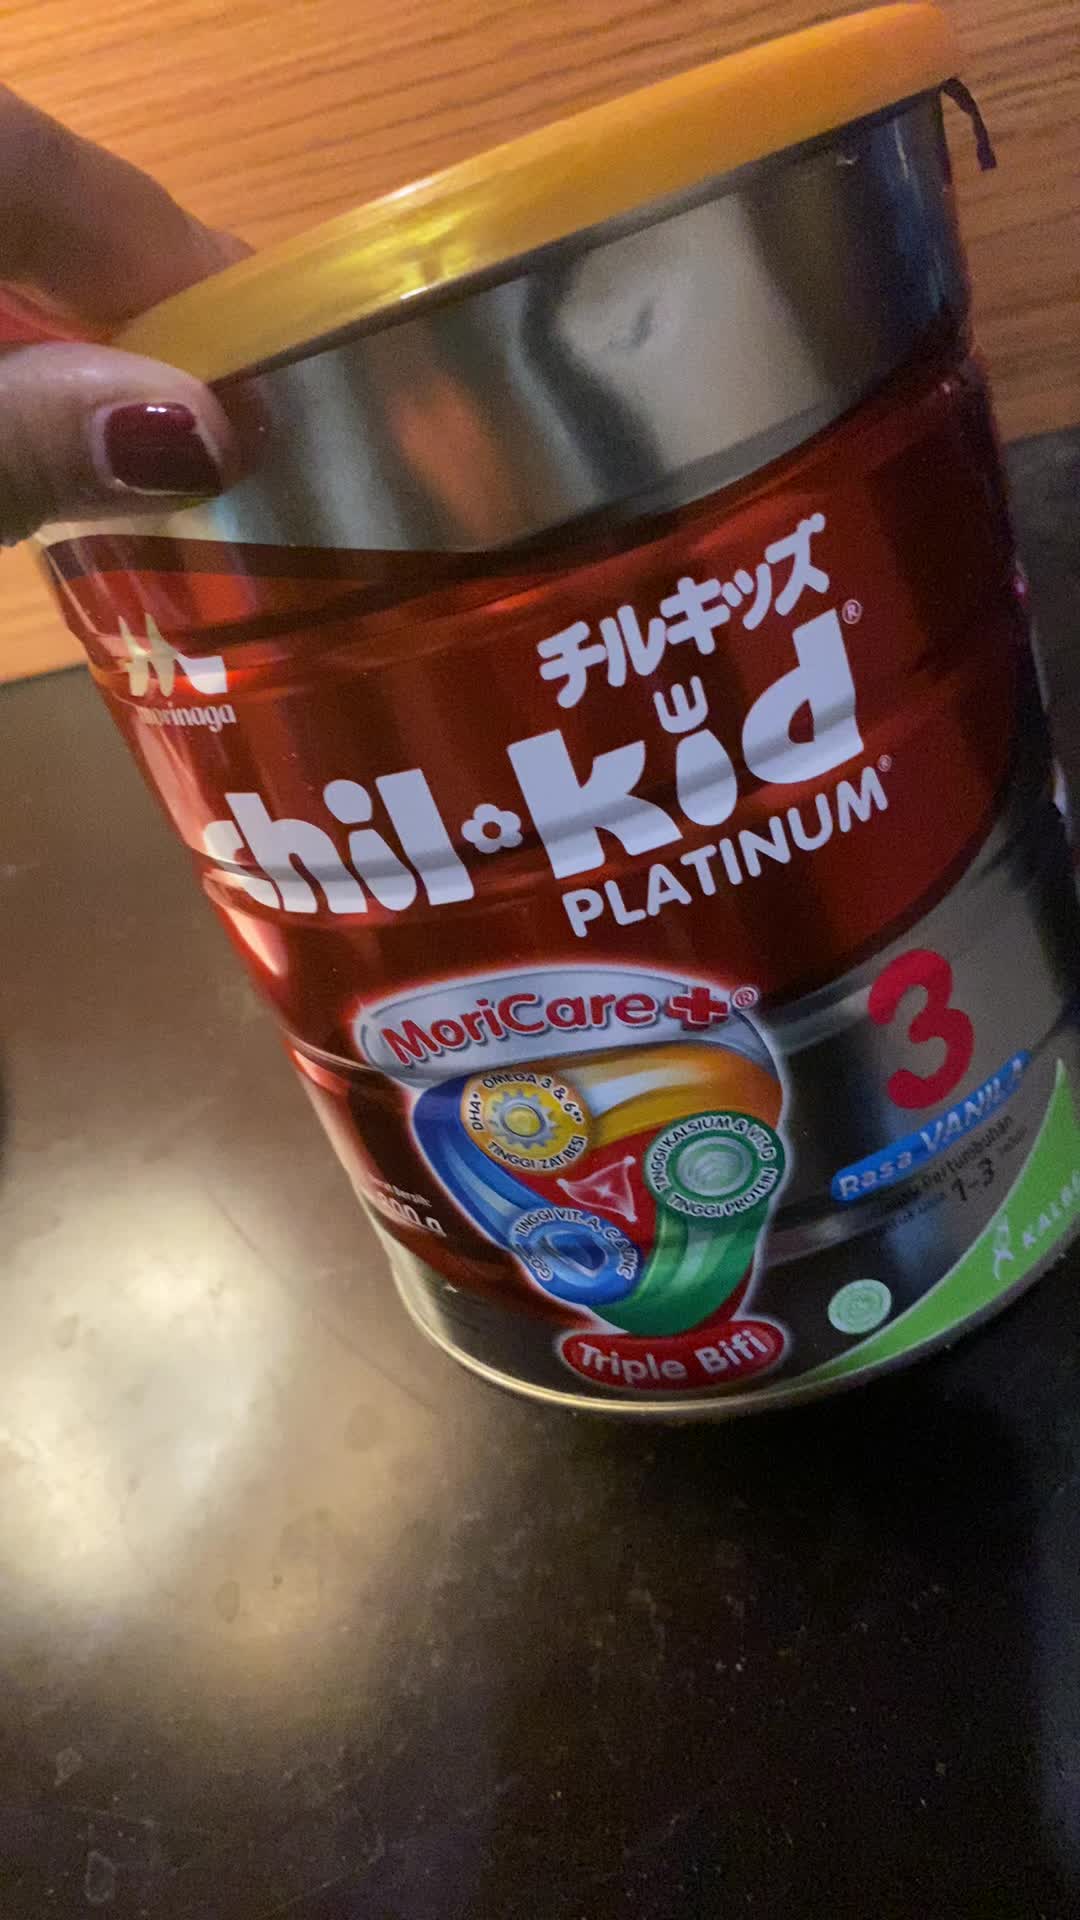 チルキッズ®
morinaga
chil kid
PLATINUM®
MoriCare +®
3
DHA• OMEGA 3 & 6••
TINGGI ZAT BESI
TINGGI KALSIUM & VIT D
TINGGI PROTEIN
Rasa VANILA
Pertumbuhan
1-3
TINGGI VIT. A, C &
Triple Bifi